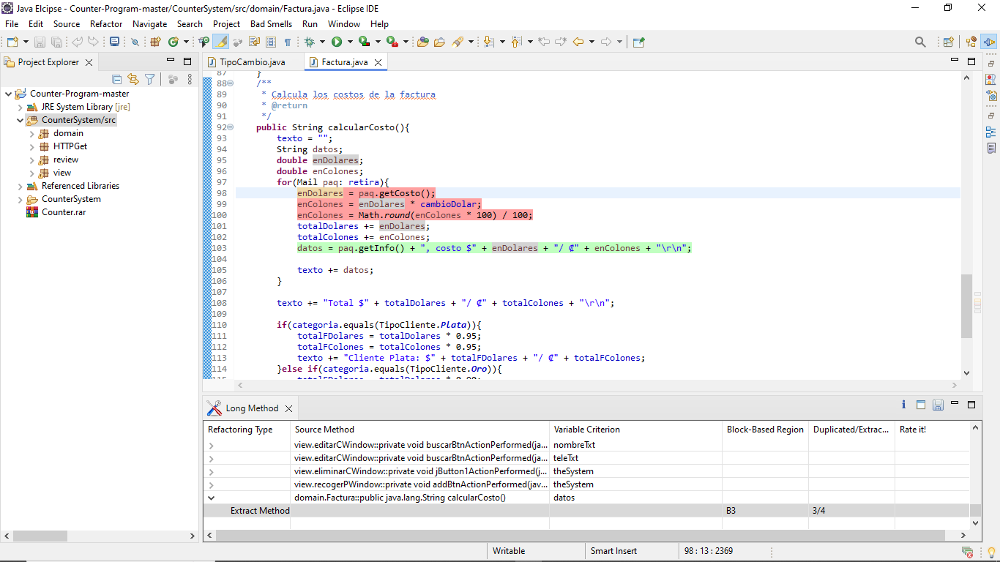 Java Elcipse - Counter-Program-master/CounterSystem/src/domain/Factura.java - Eclipse IDE
File Edit Source Refactor Navigate Search Project Bad Smells Run Window Help
Project Explorer
Counter-Program-master
JRE System Library [jre]
CounterSystem/src
domain
HTTPGet
review
view
Referenced Libraries
CounterSystem
Counter.rar
TipoCambio.java Factura.java
87 }
88 /**
89 * Calcula los costos de la factura
90 * @return
91 */
92 public String calcularCosto(){
93 texto = "";
94 String datos;
95 double enDolares;
96 double enColones;
97 for(Mail paq: retira){
98 enDolares = paq.getCosto();
99 enColones = enDolares * cambioDolar;
100 enColones = Math.round(enColones * 100) / 100;
101 totalDolares += enDolares;
102 totalColones += enColones;
103 datos = paq.getInfo() + ", costo $" + enDolares + "/ ₡" + enColones + "\r\n";
104
105 texto += datos;
106 }
107
108 texto += "Total $" + totalDolares + "/ ₡" + totalColones + "\r\n";
109
110 if(categoria.equals(TipoCliente.Plata)){
111 totalFDolares = totalDolares * 0.95;
112 totalFColones = totalColones * 0.95;
113 texto += "Cliente Plata: $" + totalFDolares + "/ ₡" + totalFColones;
114 }else if(categoria.equals(TipoCliente.Oro)){
Long Method
Refactoring Type Source Method Variable Criterion Block-Based Region Duplicated/Extrac... Rate it!
view.editarCWindow::private void buscarBtnActionPerformed(ja... nombreTxt
view.editarCWindow::private void buscarBtnActionPerformed(ja... teleTxt
view.eliminarCWindow::private void jButton1ActionPerformed(j... theSystem
view.recogerPWindow::private void addBtnActionPerformed(jav... theSystem
domain.Factura::public java.lang.String calcularCosto() datos
Extract Method B3 3/4
Writable Smart Insert 98 : 13 : 2369